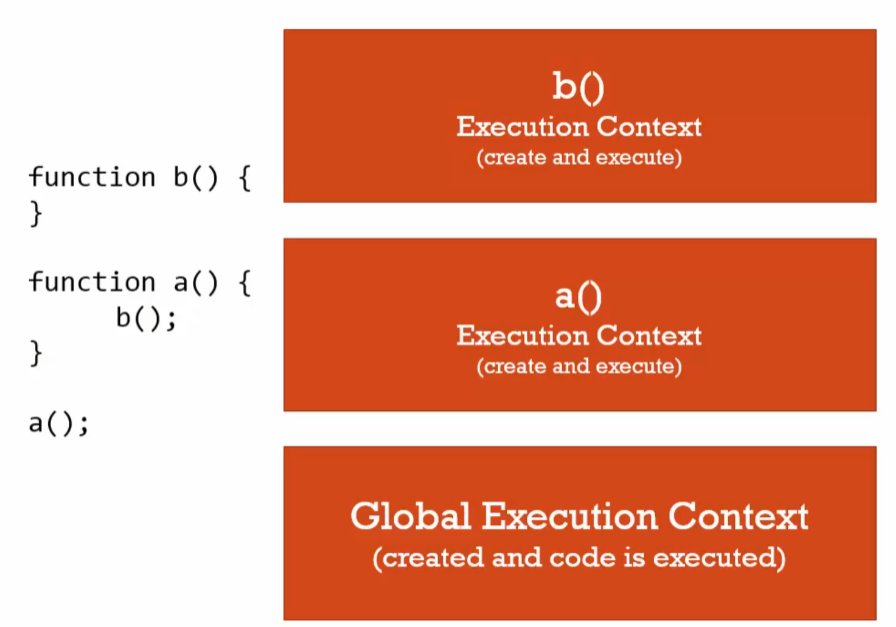 function b() {
}
function a() {
b();
}
a();
b()
Execution Context
(create and execute)
a()
Execution Context
(create and execute)
Global Execution Context
(created and code is executed)